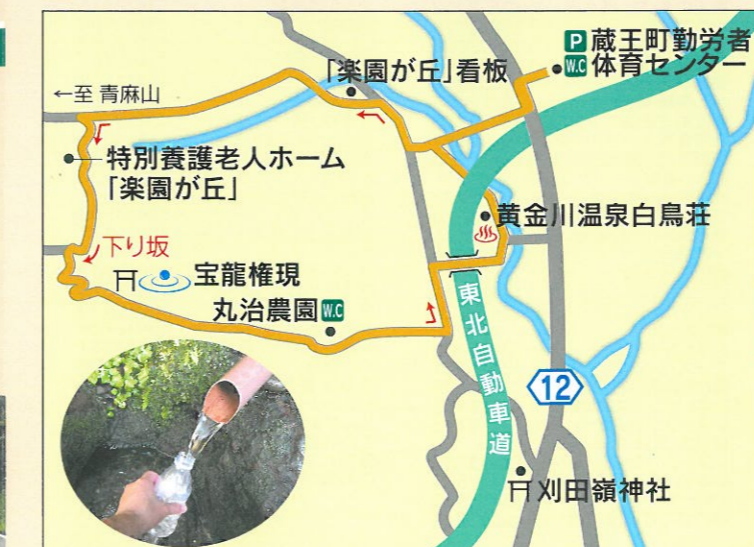 P 蔵王町勤労者
W.C 体育センター
「楽園が丘」看板
←至 青麻山
特別養護老人ホーム
「楽園が丘」
黄金川温泉白鳥荘
下り坂
宝龍権現
丸治農園 W.C
東北自動車道
12
刈田嶺神社